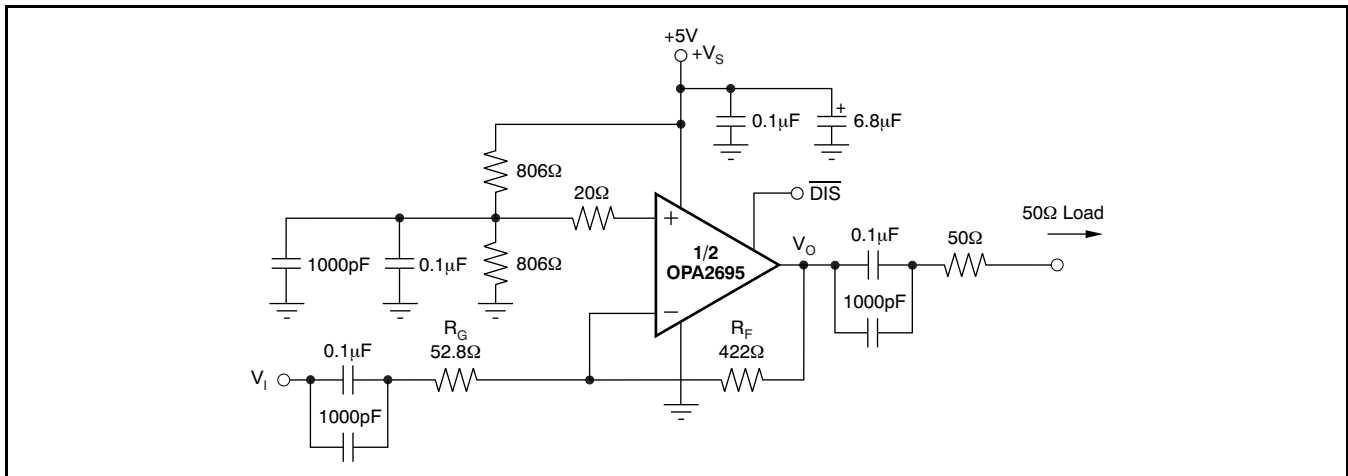 +5V
+V_S
0.1μF
6.8μF
806Ω
20Ω
D̅I̅S̅
50Ω Load
+
1/2
OPA2695
−
V_O
0.1μF
50Ω
1000pF
1000pF
0.1μF
806Ω
R_G
52.8Ω
R_F
422Ω
0.1μF
V_I
1000pF
+